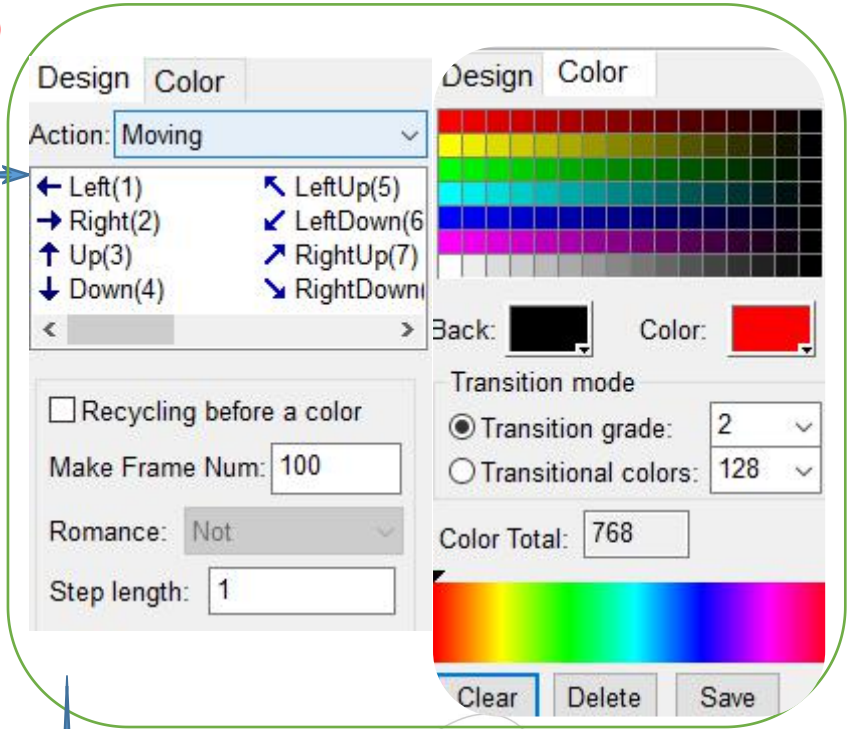 Design Color
Action: Moving
Left(1) LeftUp(5)
Right(2) LeftDown(6
Up(3) RightUp(7)
Down(4) RightDown(
Recycling before a color
Make Frame Num: 100
Romance: Not
Step length: 1
Design Color
Back: Color:
Transition mode
Transition grade: 2
Transitional colors: 128
Color Total: 768
Clear Delete Save